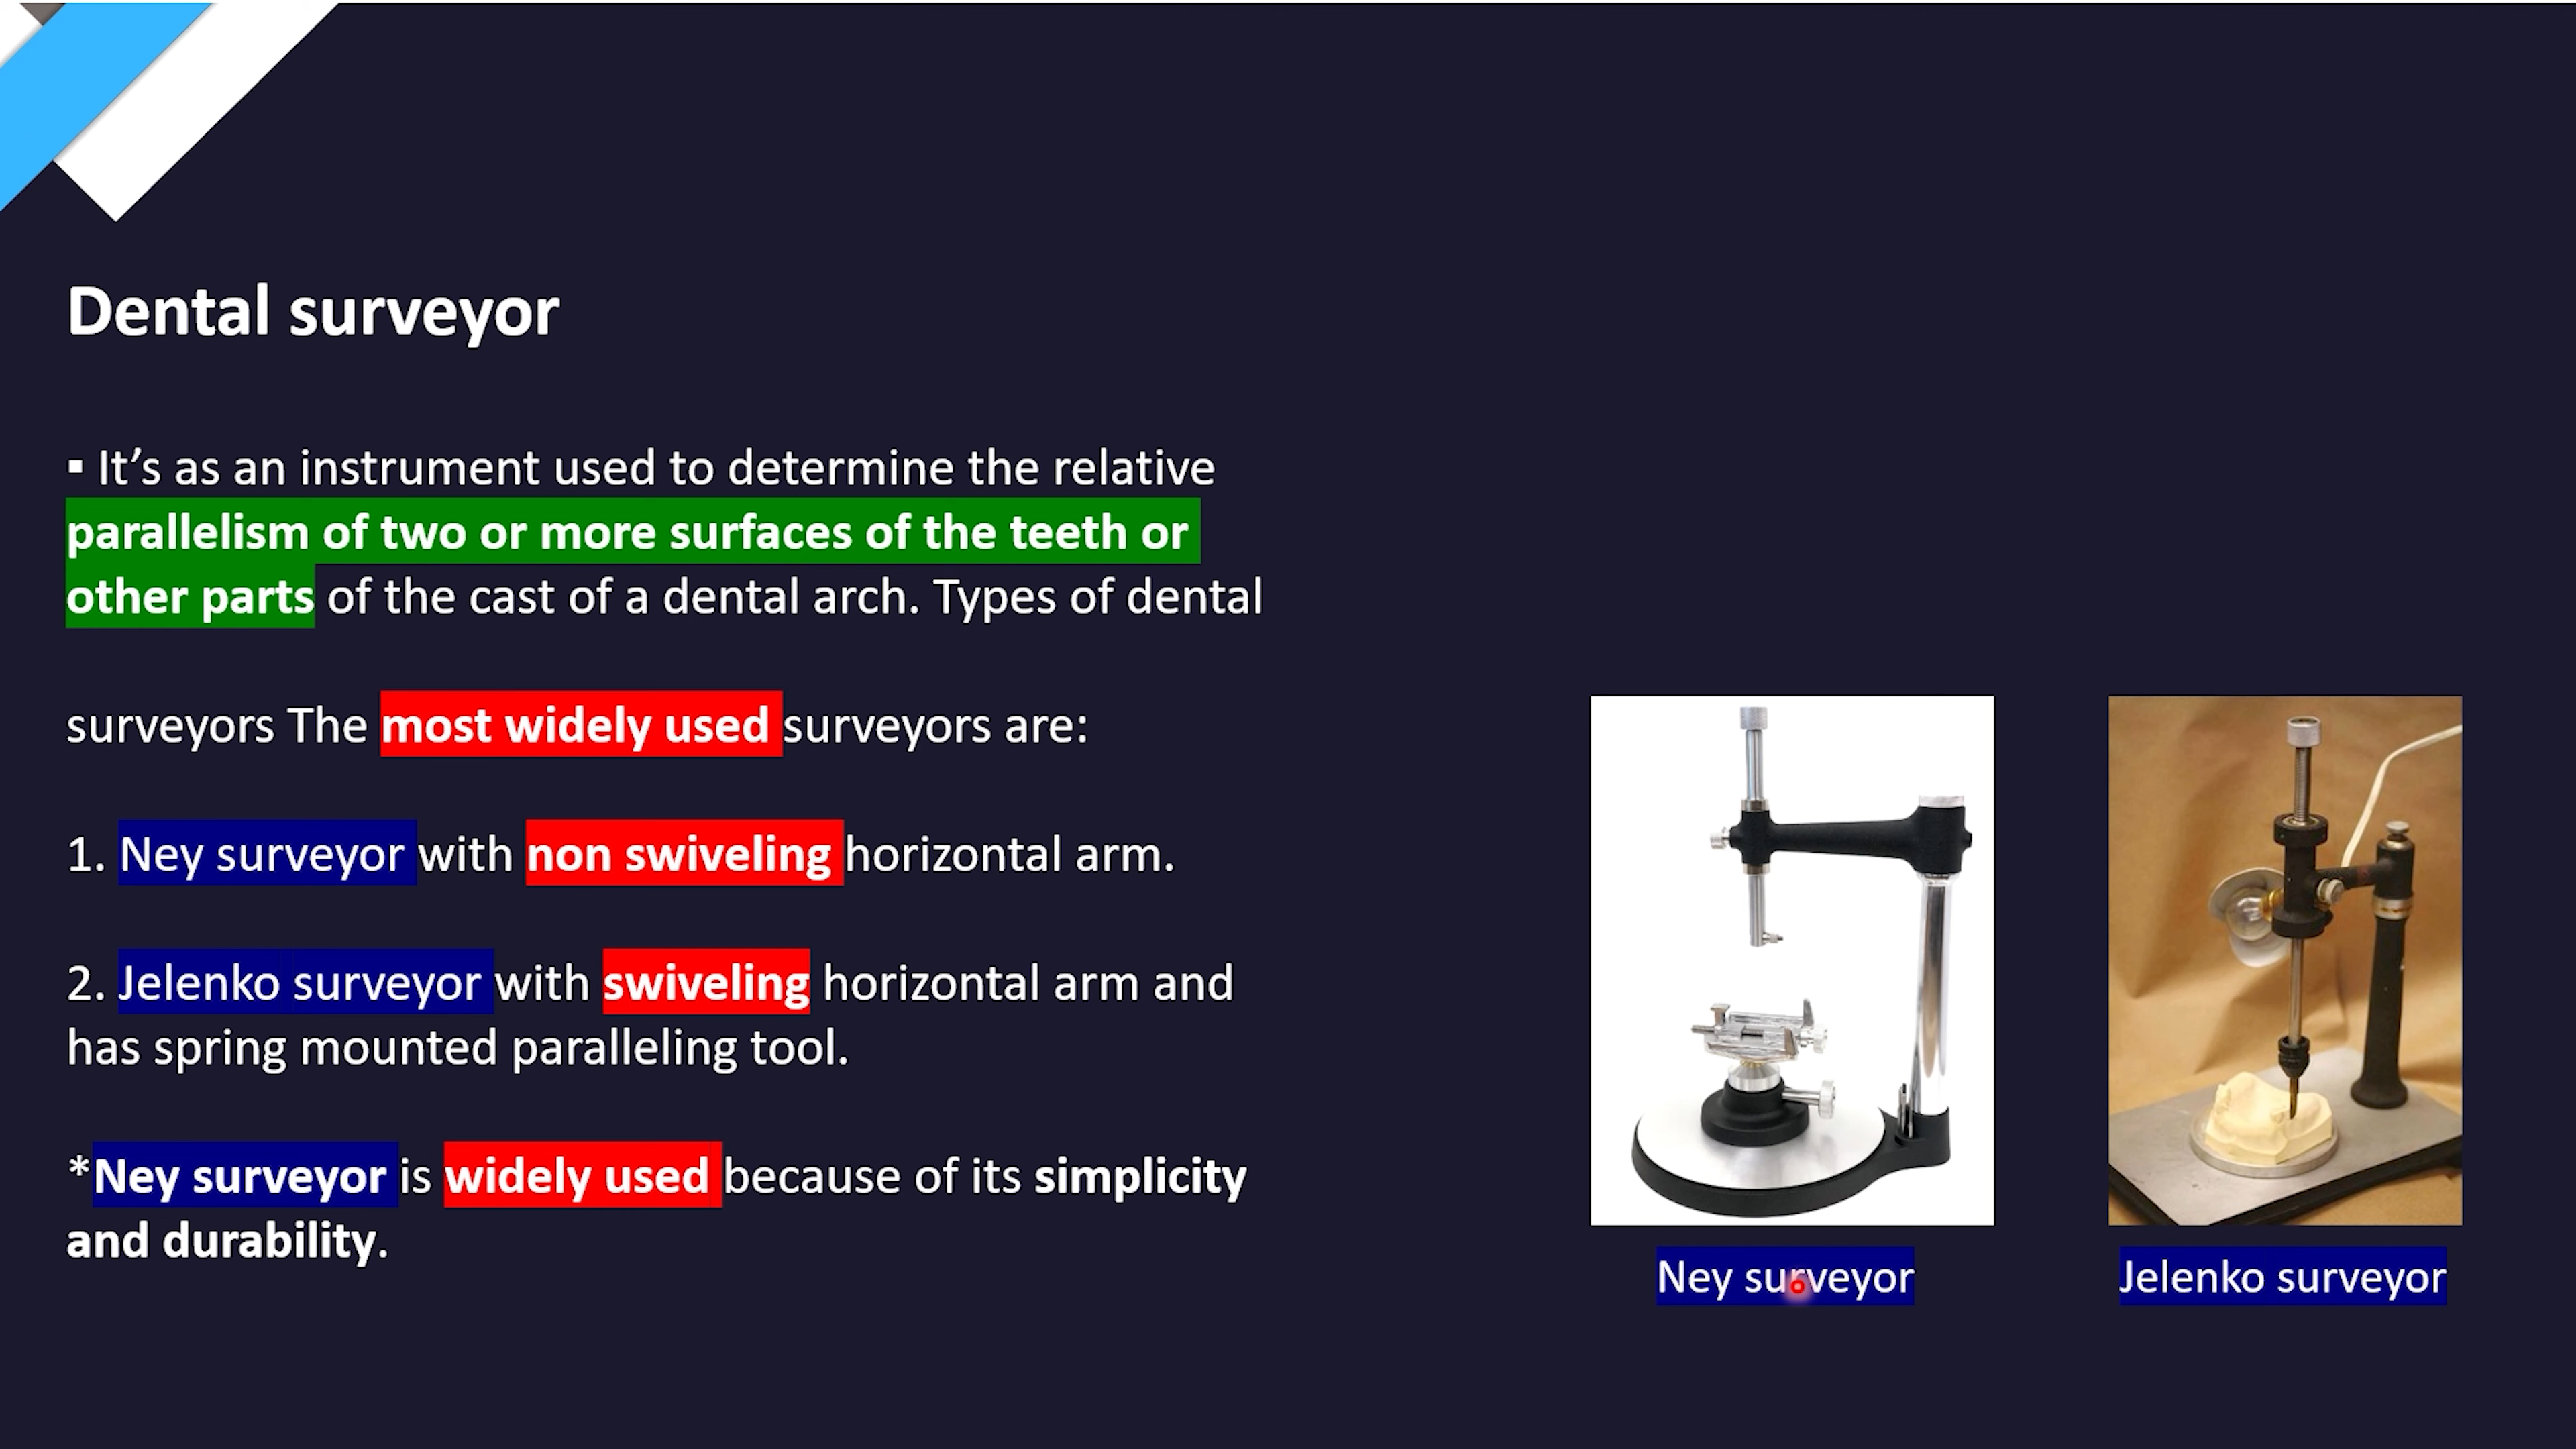 Dental surveyor
▪ It’s as an instrument used to determine the relative
parallelism of two or more surfaces of the teeth or
other parts of the cast of a dental arch. Types of dental
surveyors The most widely used surveyors are:
1. Ney surveyor with non swiveling horizontal arm.
2. Jelenko surveyor with swiveling horizontal arm and
has spring mounted paralleling tool.
*Ney surveyor is widely used because of its simplicity
and durability.
Ney surveyor
Jelenko surveyor